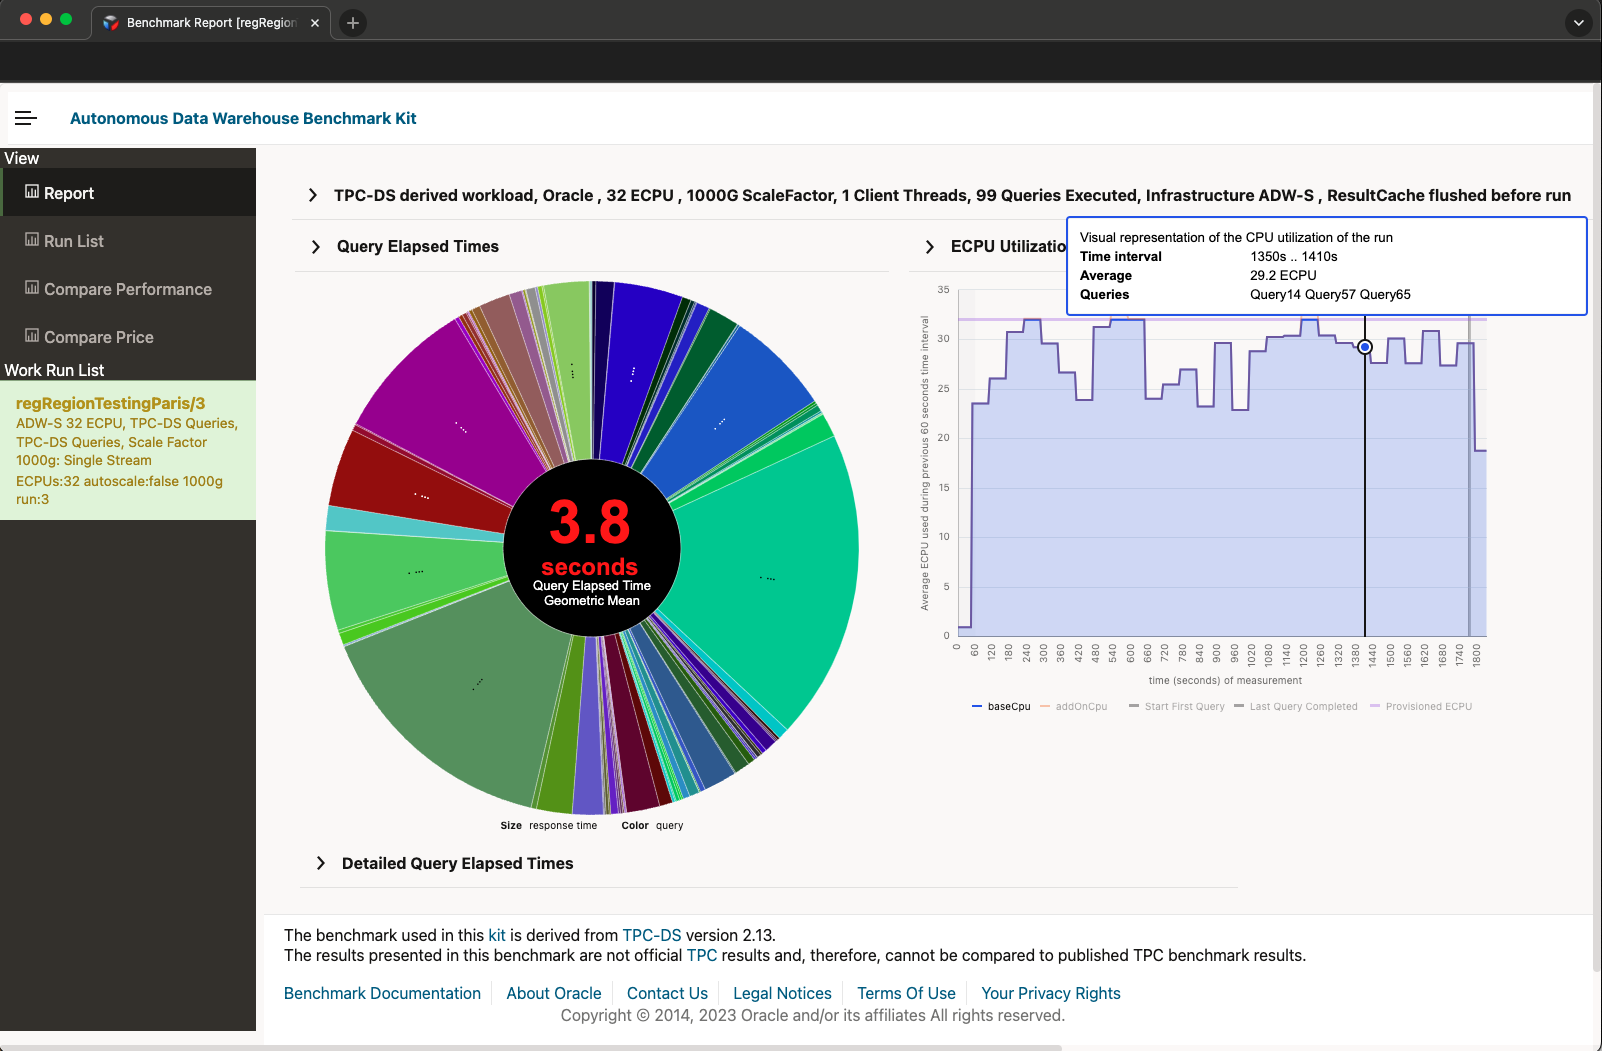 Benchmark Report [regRegion
Autonomous Data Warehouse Benchmark Kit
View
Report
Run List
Compare Performance
Compare Price
Work Run List
regRegionTestingParis/3
ADW-S 32 ECPU, TPC-DS Queries,
TPC-DS Queries, Scale Factor
1000g: Single Stream
ECPUs:32 autoscale:false 1000g
run:3
TPC-DS derived workload, Oracle , 32 ECPU , 1000G ScaleFactor, 1 Client Threads, 99 Queries Executed, Infrastructure ADW-S , ResultCache flushed before run
Query Elapsed Times
3.8
seconds
Query Elapsed Time
Geometric Mean
Size response time Color query
ECPU Utilizatio
Visual representation of the CPU utilization of the run
Time interval 1350s .. 1410s
Average 29.2 ECPU
Queries Query14 Query57 Query65
Average ECPU used during previous 60 seconds time interval
35
30
25
20
15
10
5
0
0 60 120 180 240 300 360 420 480 540 600 660 720 780 840 900 960 1020 1080 1140 1200 1260 1320 1380 1440 1500 1560 1620 1680 1740 1800
time (seconds) of measurement
baseCpu addOnCpu Start First Query Last Query Completed Provisioned ECPU
Detailed Query Elapsed Times
The benchmark used in this kit is derived from TPC-DS version 2.13.
The results presented in this benchmark are not official TPC results and, therefore, cannot be compared to published TPC benchmark results.
Benchmark Documentation About Oracle Contact Us Legal Notices Terms Of Use Your Privacy Rights
Copyright © 2014, 2023 Oracle and/or its affiliates All rights reserved.